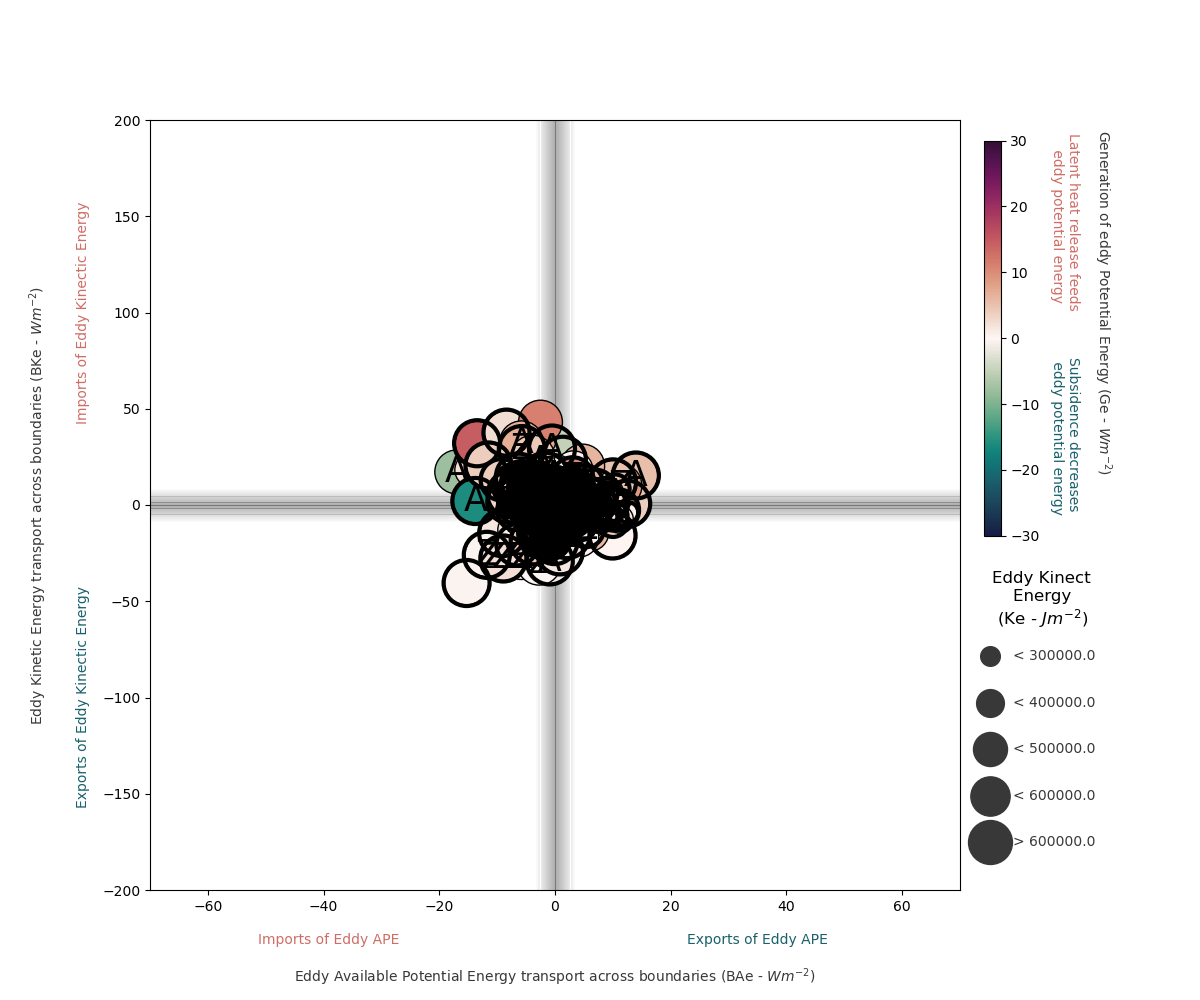 200
150
100
50
0
−50
−100
−150
−200
−60
−40
−20
0
20
40
60
Eddy Kinetic Energy transport across boundaries (BKe - Wm⁻²)
Imports of Eddy Kinectic Energy
Exports of Eddy Kinectic Energy
Imports of Eddy APE
Exports of Eddy APE
Eddy Available Potential Energy transport across boundaries (BAe - Wm⁻²)
A
A
A
A
30
20
10
0
−10
−20
−30
Latent heat release feeds
eddy potential energy
Subsidence decreases
eddy potential energy
Generation of eddy Potential Energy (Ge - Wm⁻²)
Eddy Kinect
Energy
(Ke - Jm⁻²)
< 300000.0
< 400000.0
< 500000.0
< 600000.0
> 600000.0